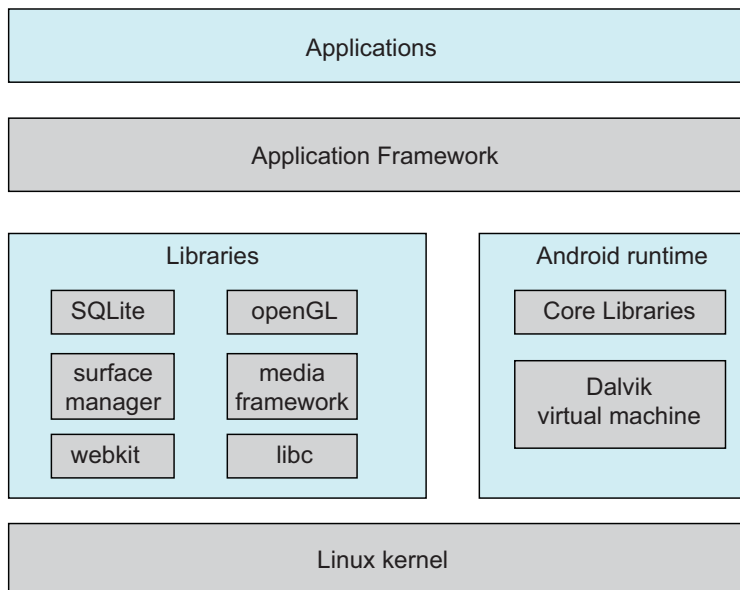 Applications
Application Framework
Libraries
SQLite
openGL
surface
manager
media
framework
webkit
libc
Android runtime
Core Libraries
Dalvik
virtual machine
Linux kernel